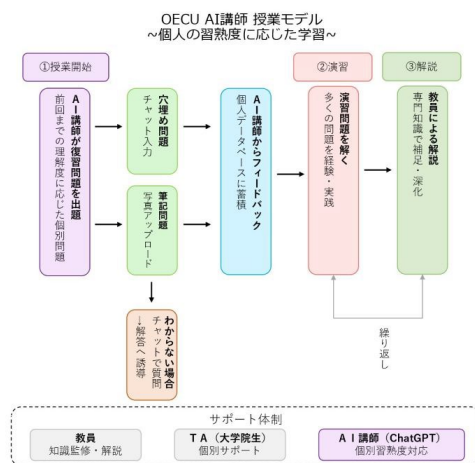 OECU AI講師 授業モデル
~個人の習熟度に応じた学習~
①授業開始
②演習
③解説
AI講師が復習問題を出題
前回までの理解度に応じた個別問題
穴埋め問題
チャット入力
筆記問題
写真アップロード
AI講師からフィードバック
個人データベースに蓄積
演習問題を解く
多くの問題を経験・実践
教員による解説
専門知識で補足・深化
わからない場合
チャットで質問
→解答へ誘導
繰り返し
サポート体制
教員
知識監修・解説
TA（大学院生）
個別サポート
AI講師（ChatGPT）
個別習熟度対応